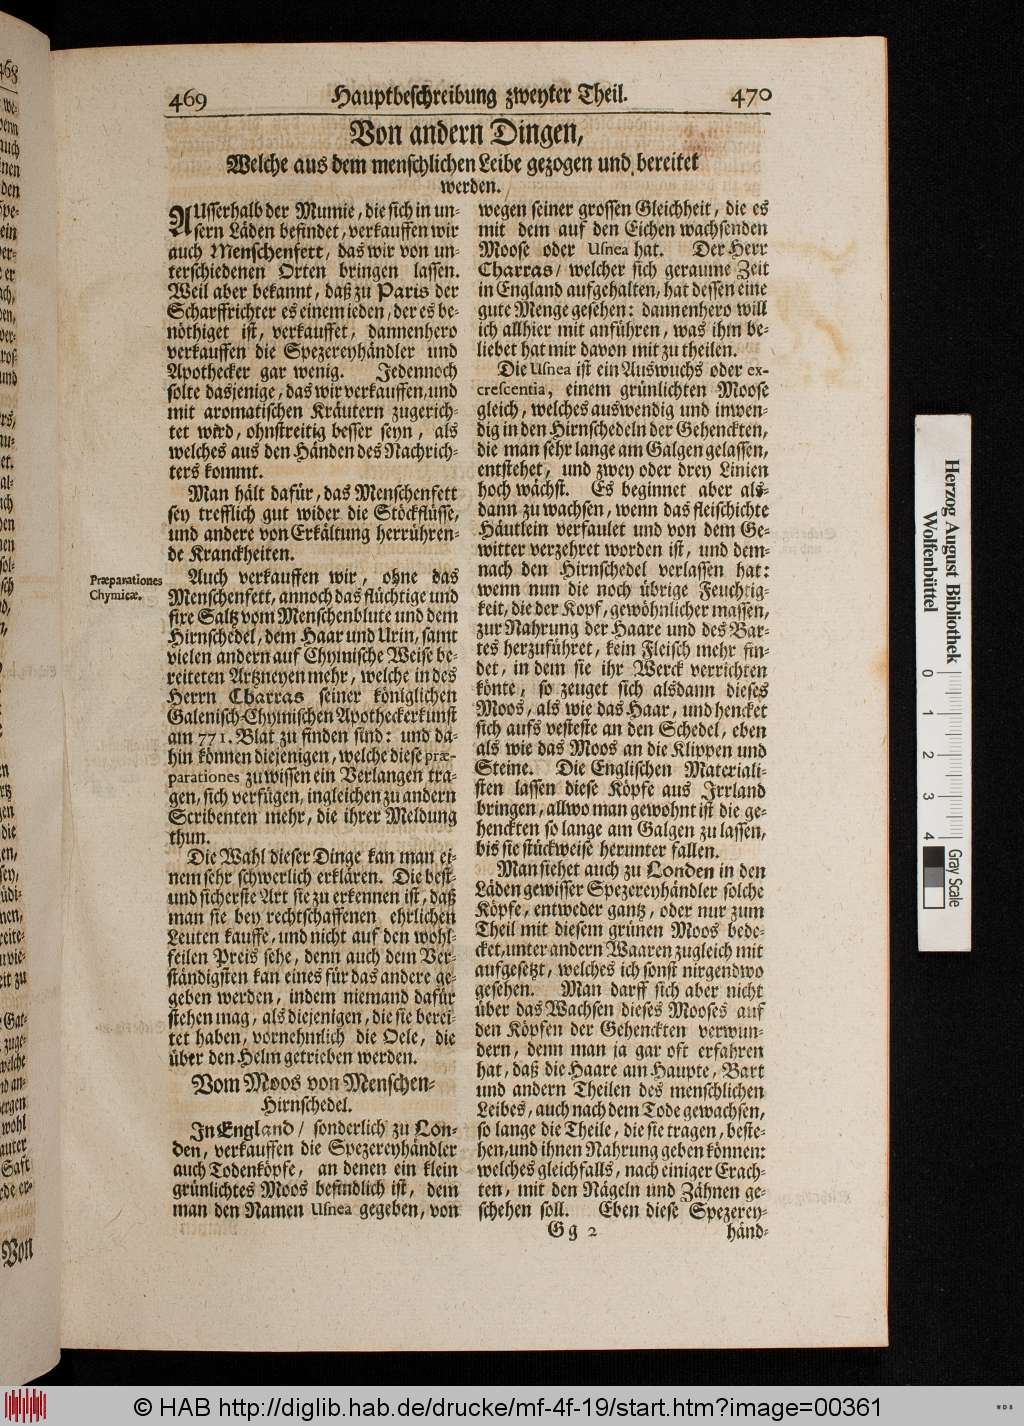 469
Hauptbeschreibung zweyter Theil.
470
Von andern Dingen,
Welche aus dem menschlichen Leibe gezogen und bereitet
werden.
AUsserhalb der Mumie, die sich in un-
sern Läden befindet, verkauffen wir
auch Menschenfett, das wir von un-
terschiedenen Orten bringen lassen.
Weil aber bekannt, daß zu Paris der
Scharffrichter es einem ieden, der es be-
nöthiget ist, verkauffet, dannenhero
verkauffen die Spezereyhändler und
Apothecker gar wenig. Jedennoch
solte dasjenige, das wir verkauffen, und
mit aromatischen Kräutern zugerich-
tet wird, ohnstreitig besser seyn, als
welches aus den Händen des Nachrich-
ters kommt.
Man hält dafür, das Menschenfett
sey trefflich gut wider die Stöckflüsse,
und andere von Erkältung herrühren-
de Kranckheiten.
Præparationes
Chymicæ.
Auch verkauffen wir, ohne das
Menschenfett, annoch das flüchtige und
fire Saltz vom Menschenblute und dem
Hirnschedel, dem Haar und Urin, samt
vielen andern auf Chymische Weise be-
reiteten Artzneyen mehr, welche in des
Herrn Charras seiner königlichen
Galenisch-Chymischen Apotheckerkunst
am 771. Blat zu finden sind: und da-
hin können diejenigen, welche diese præ-
parationes zu wissen ein Verlangen tra-
gen, sich verfügen, ingleichen zu andern
Scribenten mehr, die ihrer Meldung
thun.
Die Wahl dieser Dinge kan man ei-
nem sehr schwerlich erklären. Die best-
und sicherste Art sie zu erkennen ist, daß
man sie bey rechtschaffenen ehrlichen
Leuten kauffe, und nicht auf den wohl-
feilen Preis sehe, denn auch dem Ver-
ständigsten kan eines für das andere ge-
geben werden, indem niemand dafür
stehen mag, als diejenigen, die sie berei-
tet haben, vornehmlich die Oele, die
über den Helm getrieben werden.
Vom Moos von Menschen-
Hirnschedel.
In England / sonderlich zu Lon-
den, verkauffen die Spezereyhändler
auch Todenköpfe, an denen ein klein
grünlichtes Moos befindlich ist, dem
man den Namen Usnea gegeben, von
wegen seiner grossen Gleichheit, die es
mit dem auf den Eichen wachsenden
Moose oder Usnea hat. Der Herr
Charras / welcher sich geraume Zeit
in England aufgehalten, hat dessen eine
gute Menge gesehen: dannenhero will
ich allhier mit anführen, was ihm be-
liebet hat mir davon mit zu theilen.
Die Usnea ist ein Auswuchs oder ex-
crescentia, einem grünlichten Moose
gleich, welches auswendig und inwen-
dig in den Hirnschedeln der Gehenckten,
die man sehr lange am Galgen gelassen,
entstehet, und zwey oder drey Linien
hoch wächst. Es beginnet aber als-
dann zu wachsen, wenn das fleischichte
Häutlein verfaulet und von dem Ge-
witter verzehret worden ist, und dem-
nach den Hirnschedel verlassen hat:
wenn nun die noch übrige Feuchtig-
keit, die der Kopf, gewöhnlicher massen,
zur Nahrung der Haare und des Bar-
tes herzuführet, kein Fleisch mehr fin-
det, in dem sie ihr Werck verrichten
könte, so zeuget sich alsdann dieses
Moos, als wie das Haar, und hencket
sich aufs vesteste an den Schedel, eben
als wie das Moos an die Klippen und
Steine. Die Englischen Materiali-
sten lassen diese Köpfe aus Irrland
bringen, allwo man gewohnt ist die ge-
henckten so lange am Galgen zu lassen,
bis sie stückweise herunter fallen.
Man siehet auch zu Londen in den
Läden gewisser Spezereyhändler solche
Köpfe, entweder gantz, oder nur zum
Theil mit diesem grünen Moos bede-
cket, unter andern Waaren zugleich mit
aufgesetzt, welches ich sonst nirgendwo
gesehen. Man darff sich aber nicht
über das Wachsen dieses Mooses auf
den Köpfen der Gehenckten verwun-
dern, denn man ja gar oft erfahren
hat, daß die Haare am Haupte, Bart
und andern Theilen des menschlichen
Leibes, auch nach dem Tode gewachsen,
so lange die Theile, die sie tragen, beste-
hen, und ihnen Nahrung geben können:
welches gleichfalls, nach einiger Erach-
ten, mit den Nägeln und Zähnen ge-
schehen soll. Eben diese Spezerey-
Gg 2
händ-
Von
Herzog August Bibliothek
Wolfenbüttel
0 1 2 3 4
Gray Scale
© HAB http://diglib.hab.de/drucke/mf-4f-19/start.htm?image=00361